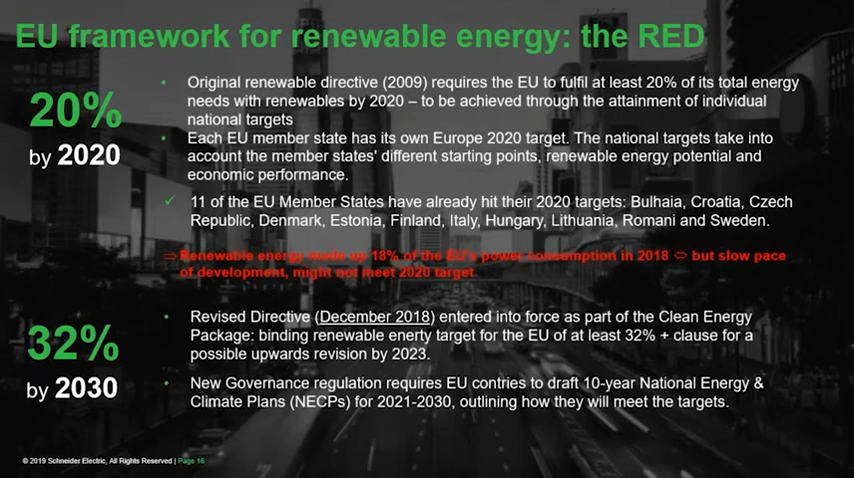 EU framework for renewable energy: the RED
20%
by 2020
• Original renewable directive (2009) requires the EU to fulfil at least 20% of its total energy
needs with renewables by 2020 – to be achieved through the attainment of individual
national targets
• Each EU member state has its own Europe 2020 target. The national targets take into
account the member states' different starting points, renewable energy potential and
economic performance.
✓ 11 of the EU Member States have already hit their 2020 targets: Bulhaia, Croatia, Czech
Republic, Denmark, Estonia, Finland, Italy, Hungary, Lithuania, Romani and Sweden.
⇒ Renewable energy made up 18% of the EU's power consumption in 2018 ⇔ but slow pace
of development, might not meet 2020 target.
32%
by 2030
• Revised Directive (December 2018) entered into force as part of the Clean Energy
Package: binding renewable enerty target for the EU of at least 32% + clause for a
possible upwards revision by 2023.
• New Governance regulation requires EU contries to draft 10-year National Energy &
Climate Plans (NECPs) for 2021-2030, outlining how they will meet the targets.
© 2019 Schneider Electric, All Rights Reserved | Page 16